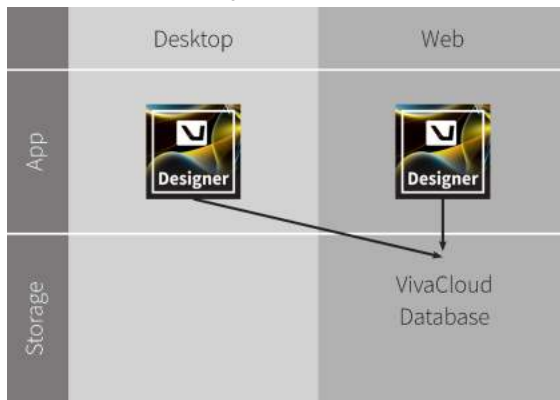 Desktop
Web
App
V
Designer
V
Designer
Storage
VivaCloud
Database